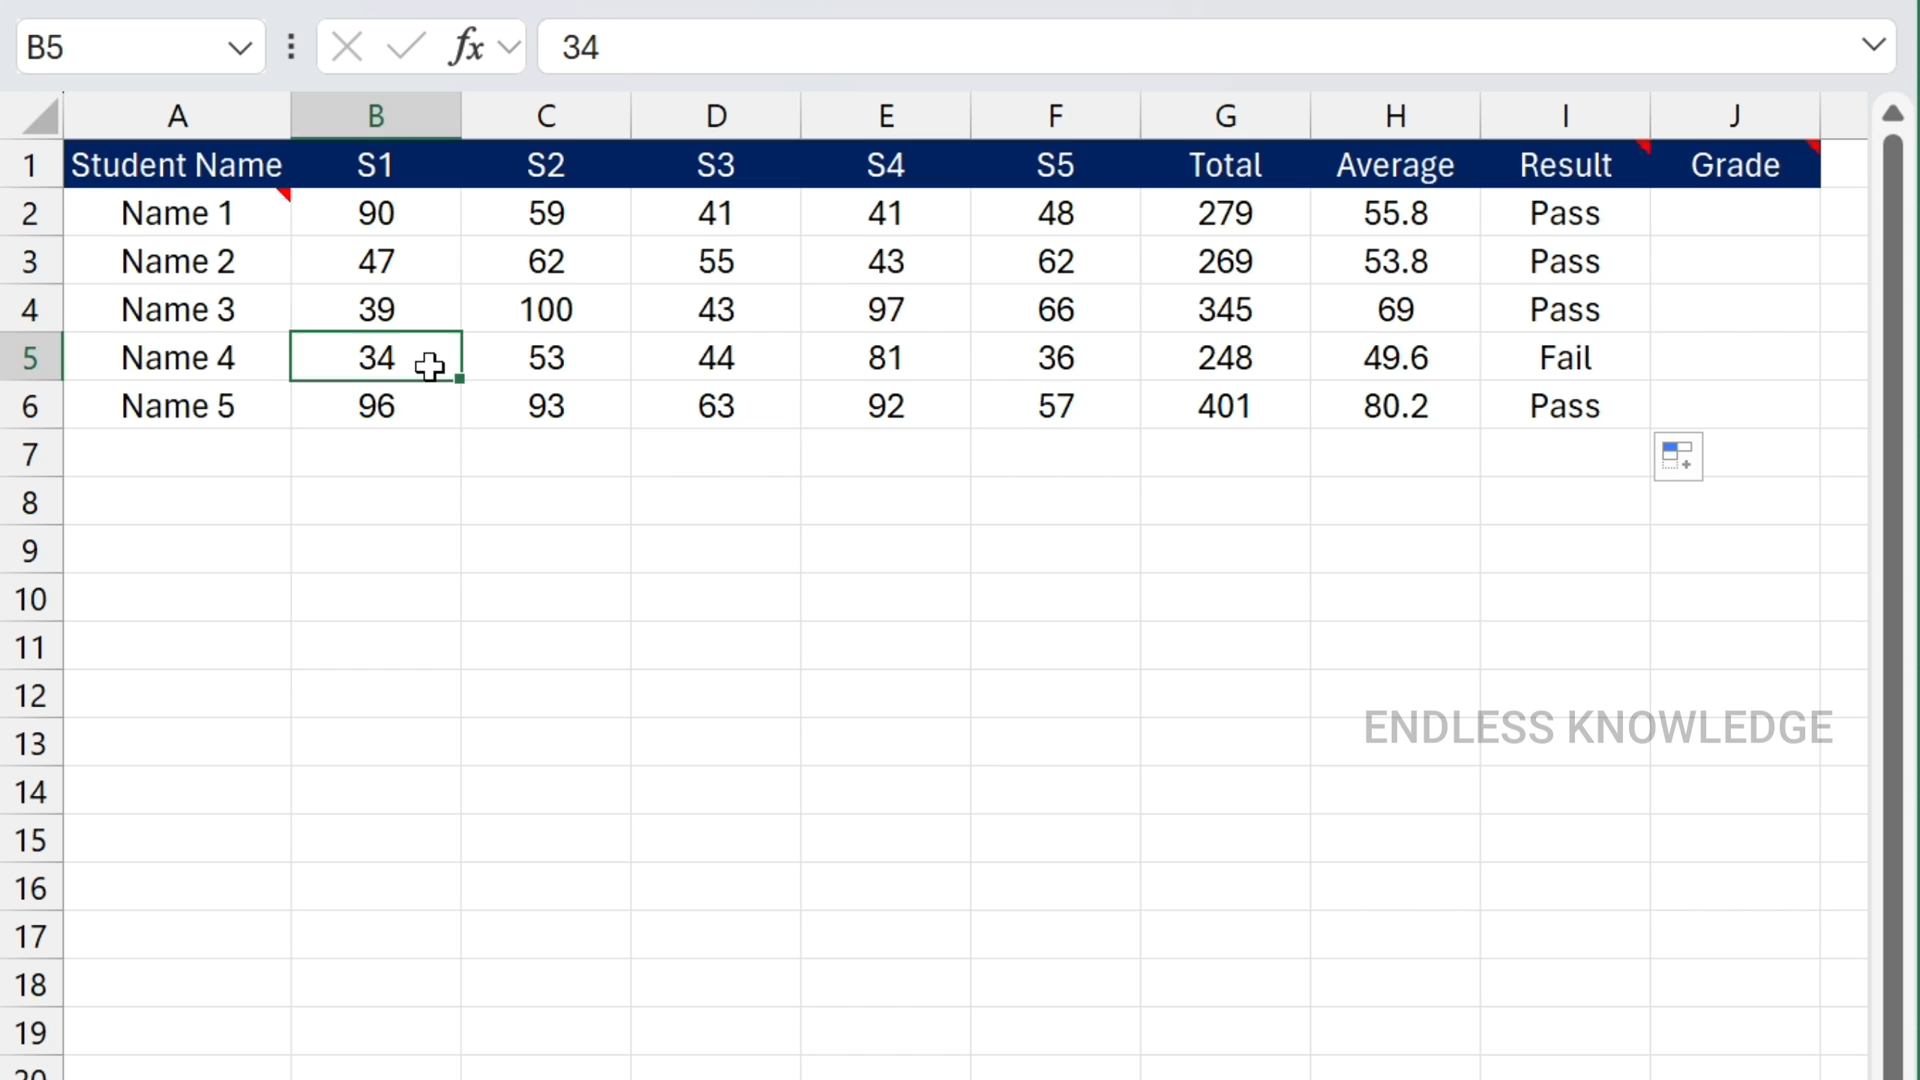 B5 fx 34
A B C D E F G H I J
1 Student Name S1 S2 S3 S4 S5 Total Average Result Grade
2 Name 1 90 59 41 41 48 279 55.8 Pass
3 Name 2 47 62 55 43 62 269 53.8 Pass
4 Name 3 39 100 43 97 66 345 69 Pass
5 Name 4 34 53 44 81 36 248 49.6 Fail
6 Name 5 96 93 63 92 57 401 80.2 Pass
7
8
9
10
11
12
ENDLESS KNOWLEDGE
13
14
15
16
17
18
19
20